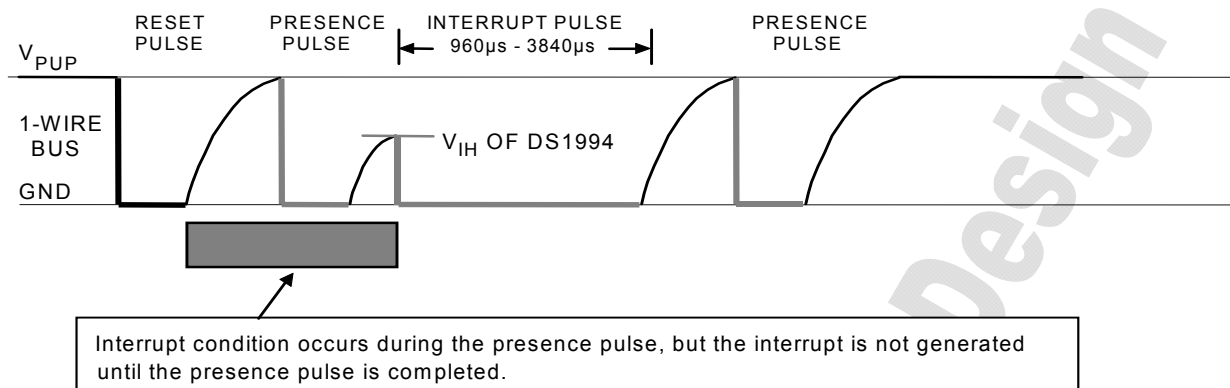 RESET PULSE
PRESENCE PULSE
INTERRUPT PULSE
960µs - 3840µs
PRESENCE PULSE
VPUP
1-WIRE BUS
VIH OF DS1994
GND
Interrupt condition occurs during the presence pulse, but the interrupt is not generated
until the presence pulse is completed.
Design